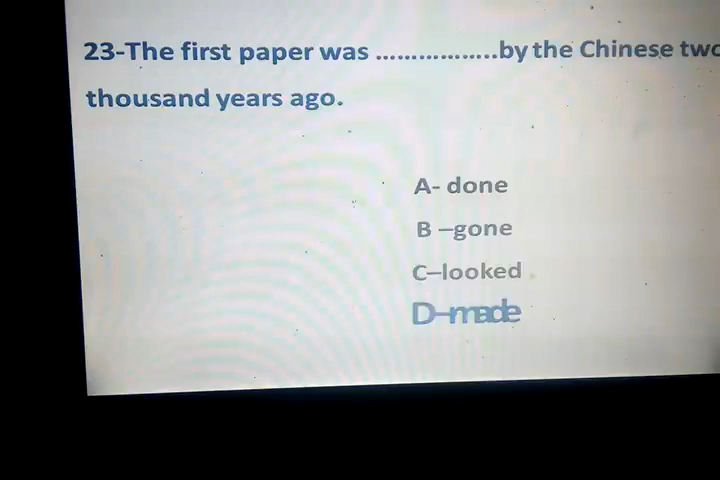 23-The first paper was ..................by the Chinese two
thousand years ago.
A- done
B –gone
C–looked
D–made